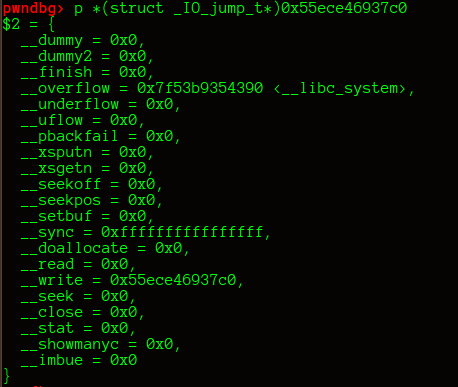 pwndbg> p *(struct _IO_jump_t*)0x55ece46937c0
$2 = {
  __dummy = 0x0,
  __dummy2 = 0x0,
  __finish = 0x0,
  __overflow = 0x7f53b9354390 <__libc_system>,
  __underflow = 0x0,
  __uflow = 0x0,
  __pbackfail = 0x0,
  __xsputn = 0x0,
  __xsgetn = 0x0,
  __seekoff = 0x0,
  __seekpos = 0x0,
  __setbuf = 0x0,
  __sync = 0xffffffffffffffff,
  __doallocate = 0x0,
  __read = 0x0,
  __write = 0x55ece46937c0,
  __seek = 0x0,
  __close = 0x0,
  __stat = 0x0,
  __showmanyc = 0x0,
  __imbue = 0x0
}